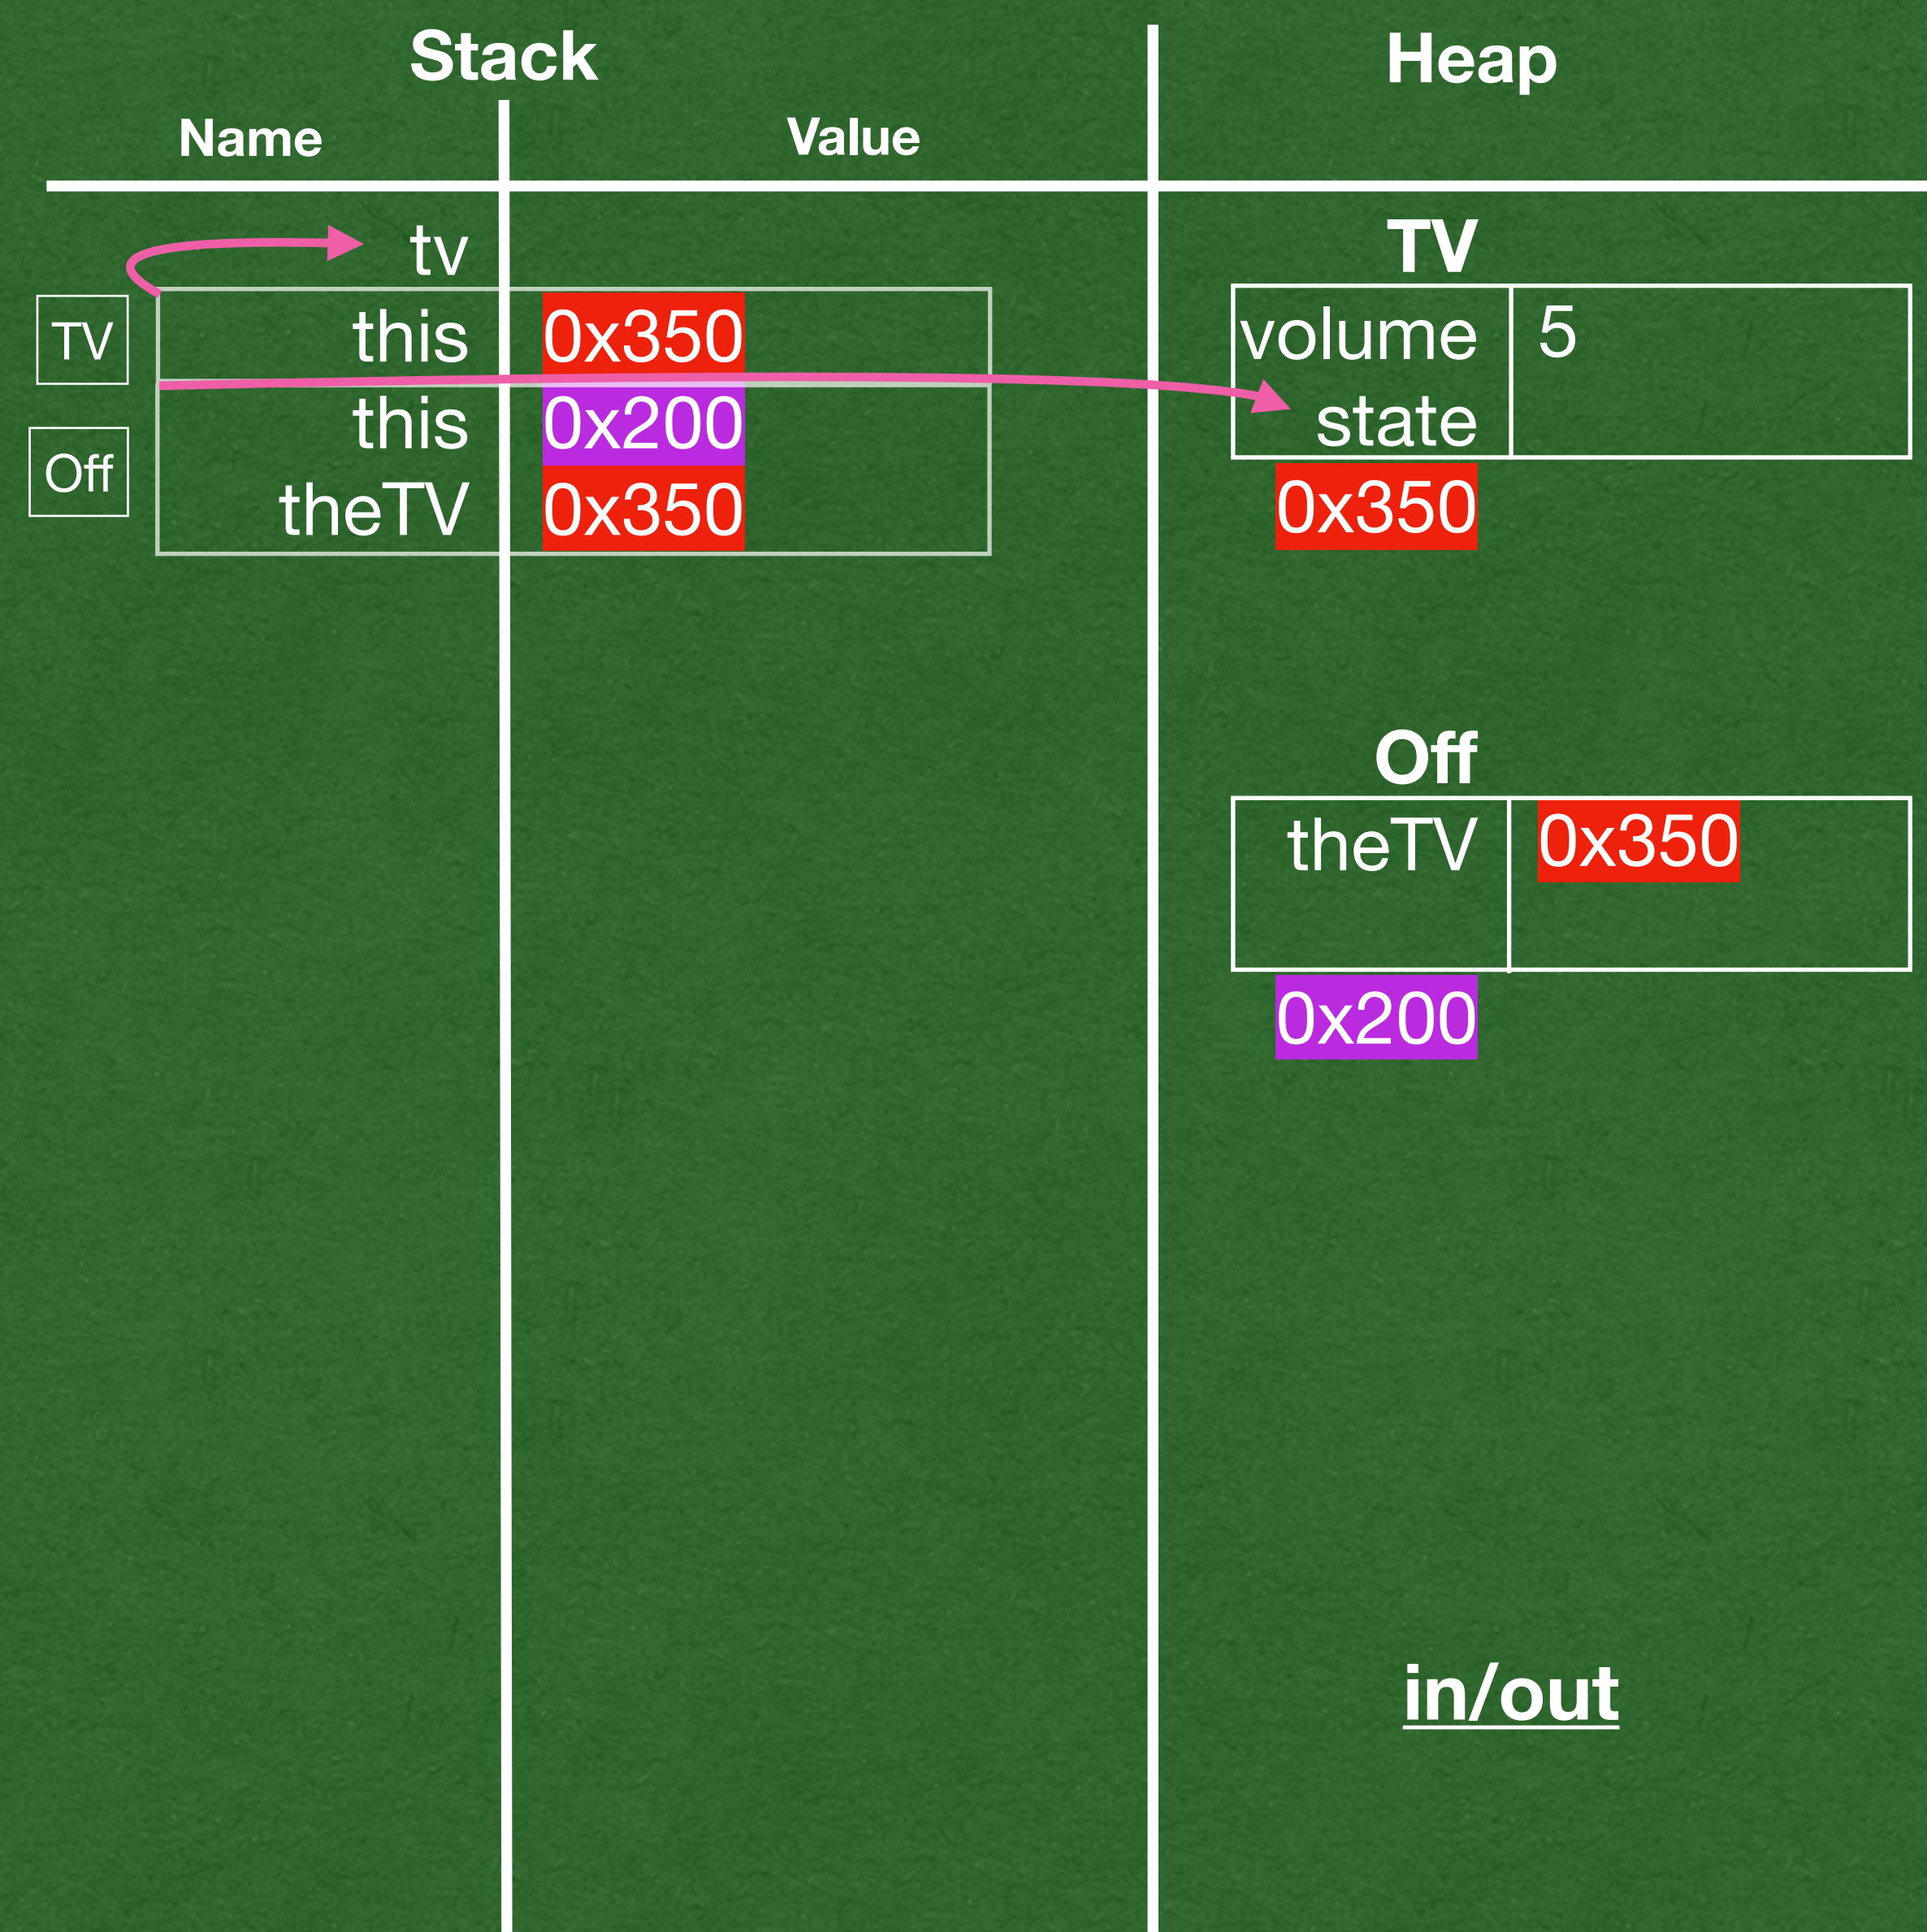 Stack
Heap
Name
Value
tv
TV
this 0x350
this 0x200
Off
theTV 0x350
TV
volume 5
state
0x350
Off
theTV 0x350
0x200
in/out